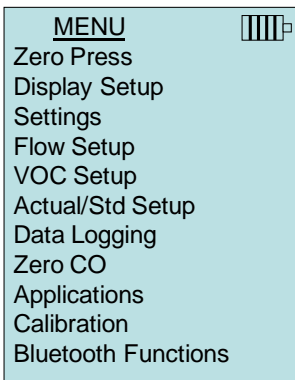 MENU
Zero Press
Display Setup
Settings
Flow Setup
VOC Setup
Actual/Std Setup
Data Logging
Zero CO
Applications
Calibration
Bluetooth Functions